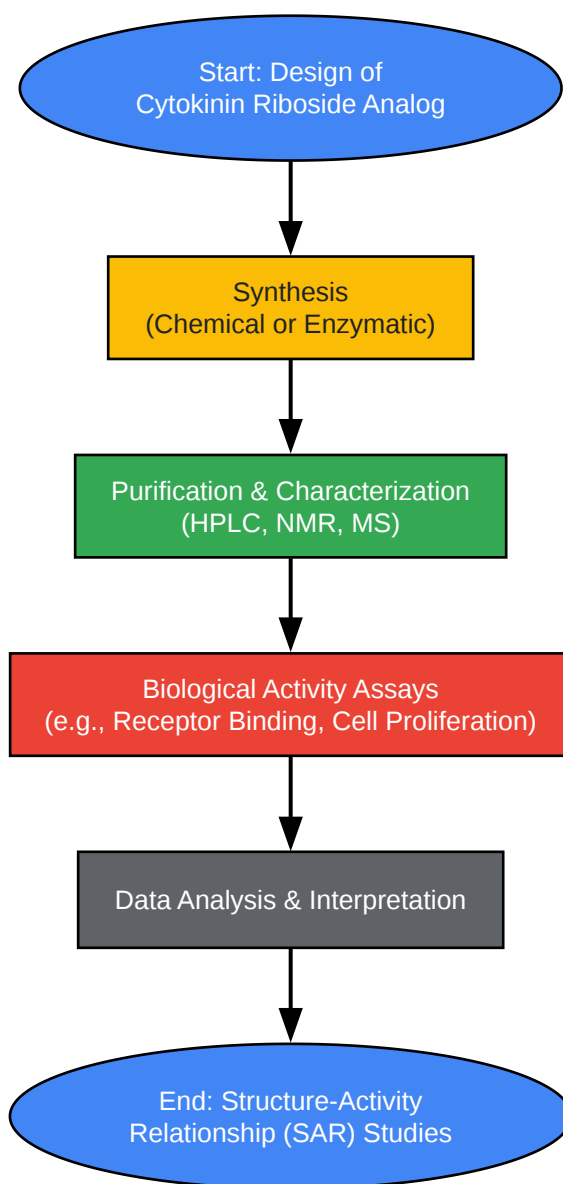 Start: Design of
Cytokinin Riboside Analog
Synthesis
(Chemical or Enzymatic)
Purification & Characterization
(HPLC, NMR, MS)
Biological Activity Assays
(e.g., Receptor Binding, Cell Proliferation)
Data Analysis & Interpretation
End: Structure-Activity
Relationship (SAR) Studies